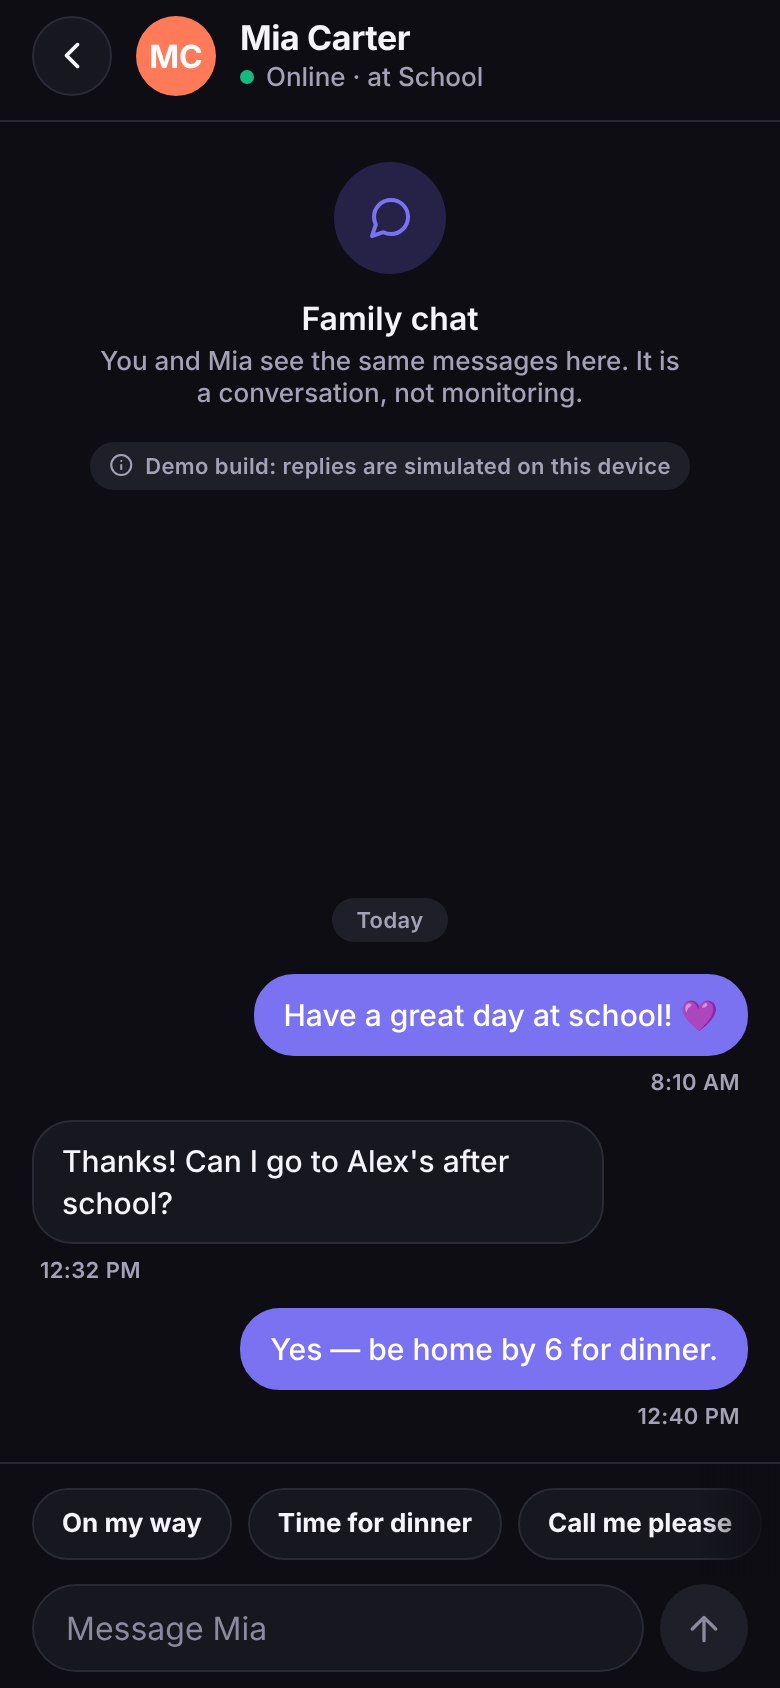 MC
Mia Carter
Online · at School
Family chat
You and Mia see the same messages here. It is
a conversation, not monitoring.
Demo build: replies are simulated on this device
Today
Have a great day at school! 💜
8:10 AM
Thanks! Can I go to Alex's after
school?
12:32 PM
Yes — be home by 6 for dinner.
12:40 PM
On my way
Time for dinner
Call me please
Message Mia